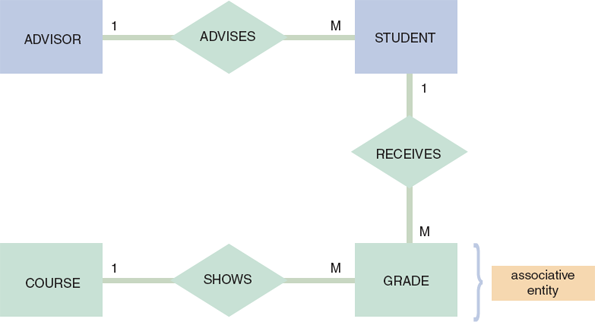 1
ADVISES
M
ADVISOR
STUDENT
1
RECEIVES
M
1
SHOWS
M
COURSE
GRADE
associative
entity